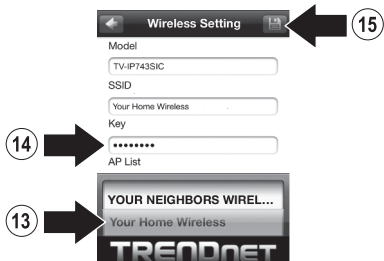 Wireless Setting
15
Model
TV-IP743SIC
SSID
Your Home Wireless
Key
14
••••••••
AP List
YOUR NEIGHBORS WIREL...
13
Your Home Wireless
TRENDNET